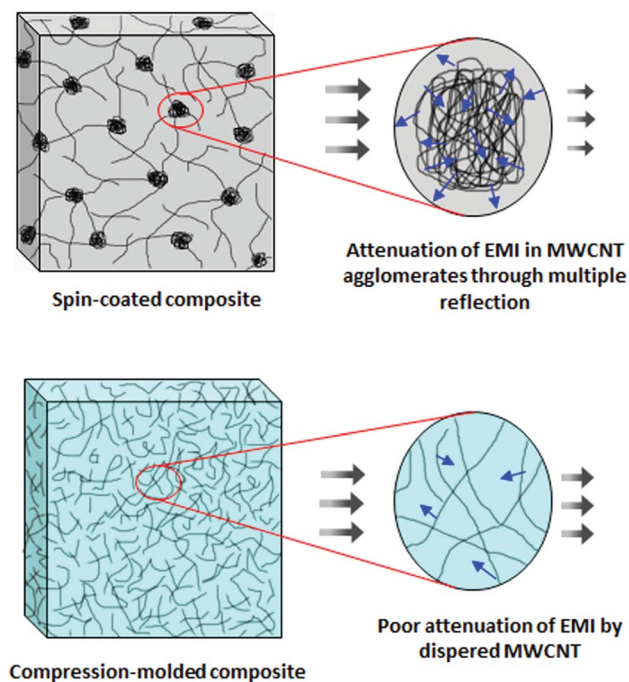 Spin-coated composite
Attenuation of EMI in MWCNT
agglomerates through multiple
reflection
Compression-molded composite
Poor attenuation of EMI by
dispered MWCNT